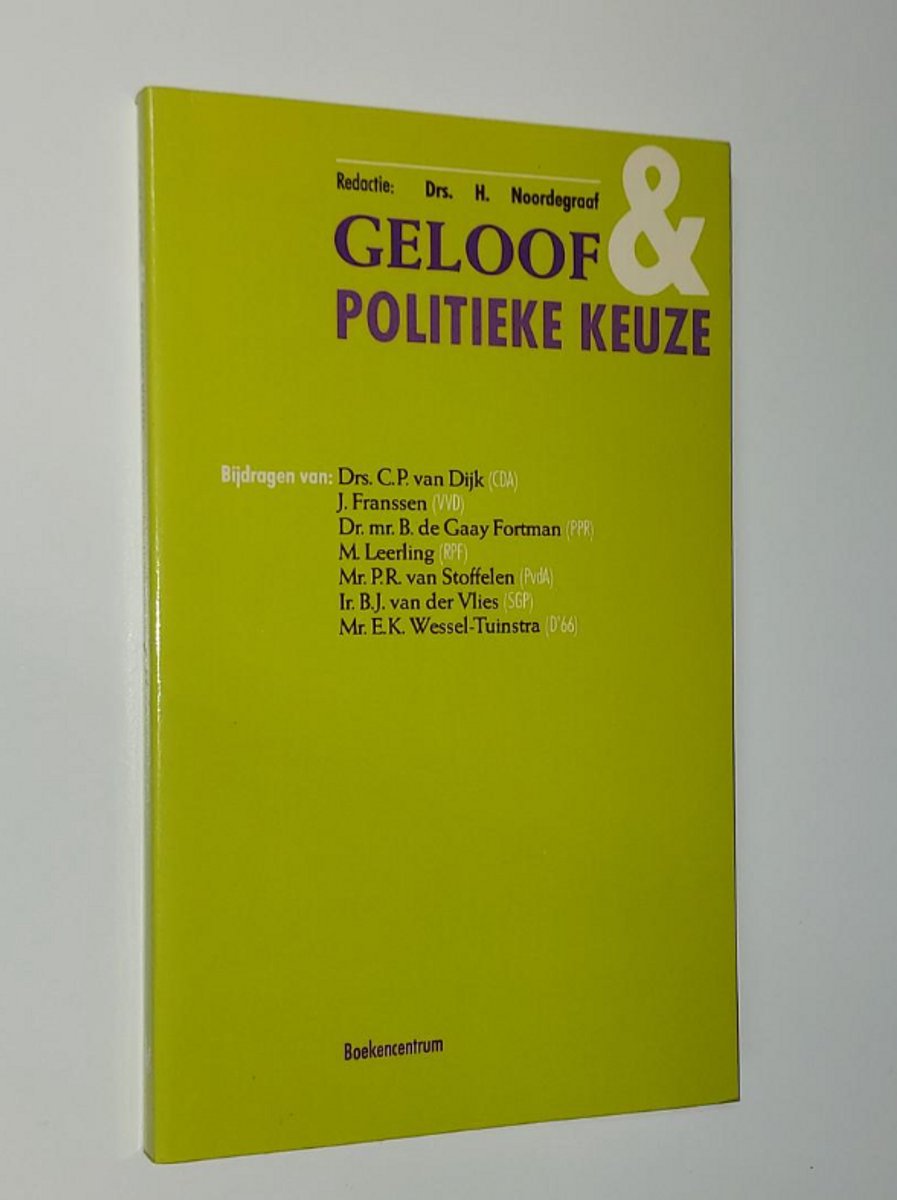 Redactie: Drs. H. Noordegraaf
GELOOF &
POLITIEKE KEUZE
Bijdragen van: Drs. C.P. van Dijk (CDA)
J. Franssen (VVD)
Dr. mr. B. de Gaay Fortman (PPR)
M. Leerling (RPF)
Mr. P.R. van Stoffelen (PvdA)
Ir. B.J. van der Vlies (SGP)
Mr. E.K. Wessel-Tuinstra (D'66)
Boekencentrum